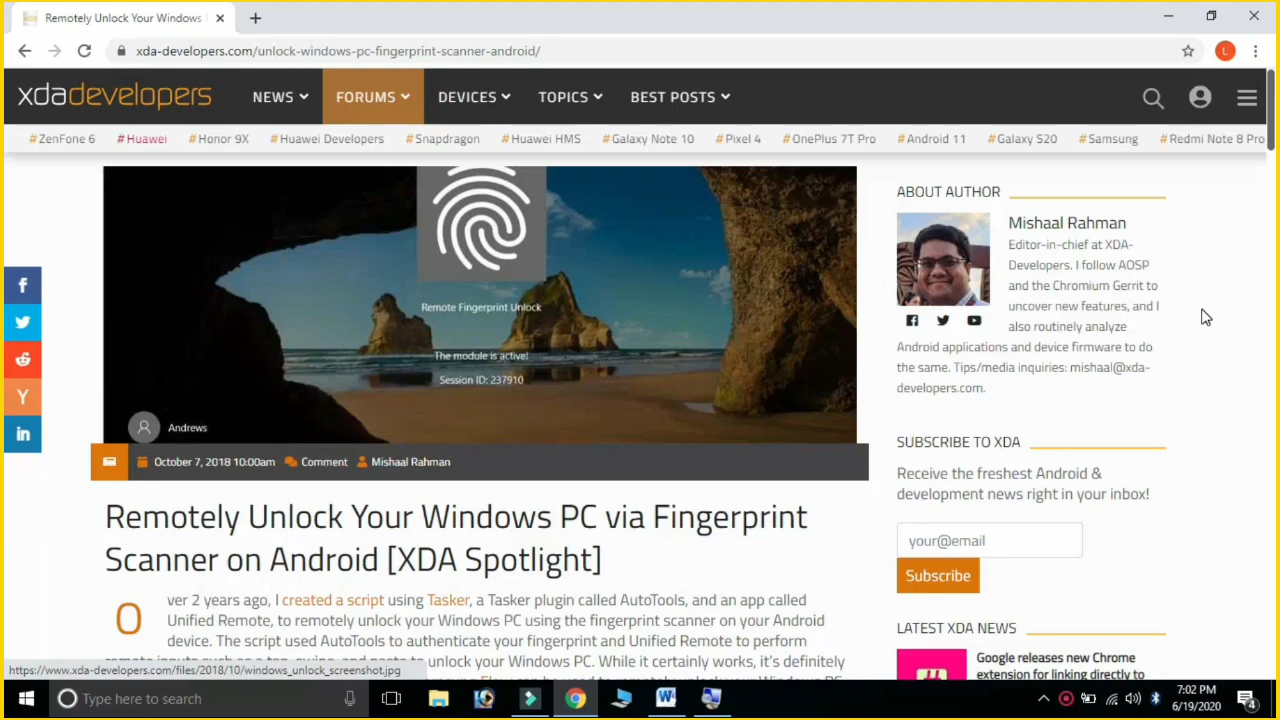 Remotely Unlock Your Windows
xda-developers.com/unlock-windows-pc-fingerprint-scanner-android/
L
xdadevelopers
NEWS
FORUMS
DEVICES
TOPICS
BEST POSTS
#ZenFone 6
#Huawei
#Honor 9X
#Huawei Developers
#Snapdragon
#Huawei HMS
#Galaxy Note 10
#Pixel 4
#OnePlus 7T Pro
#Android 11
#Galaxy S20
#Samsung
#Redmi Note 8 Pro
Remote Fingerprint Unlock
The module is active!
Session ID: 237910
Andrews
October 7, 2018 10:00am
Comment
Mishaal Rahman
Remotely Unlock Your Windows PC via Fingerprint
Scanner on Android [XDA Spotlight]
Over 2 years ago, I created a script using Tasker, a Tasker plugin called AutoTools, and an app called
Unified Remote, to remotely unlock your Windows PC using the fingerprint scanner on your Android
device. The script used AutoTools to authenticate your fingerprint and Unified Remote to perform
unlock your Windows PC. While it certainly works, it's definitely
https://www.xda-developers.com/files/2018/10/windows_unlock_screenshot.jpg
ABOUT AUTHOR
Mishaal Rahman
Editor-in-chief at XDA-
Developers. I follow AOSP
and the Chromium Gerrit to
uncover new features, and I
also routinely analyze
Android applications and device firmware to do
the same. Tips/media inquiries: mishaal@xda-
developers.com.
SUBSCRIBE TO XDA
Receive the freshest Android &
development news right in your inbox!
your@email
Subscribe
LATEST XDA NEWS
Google releases new Chrome
extension for linking directly to
Type here to search
7:02 PM
6/19/2020
4